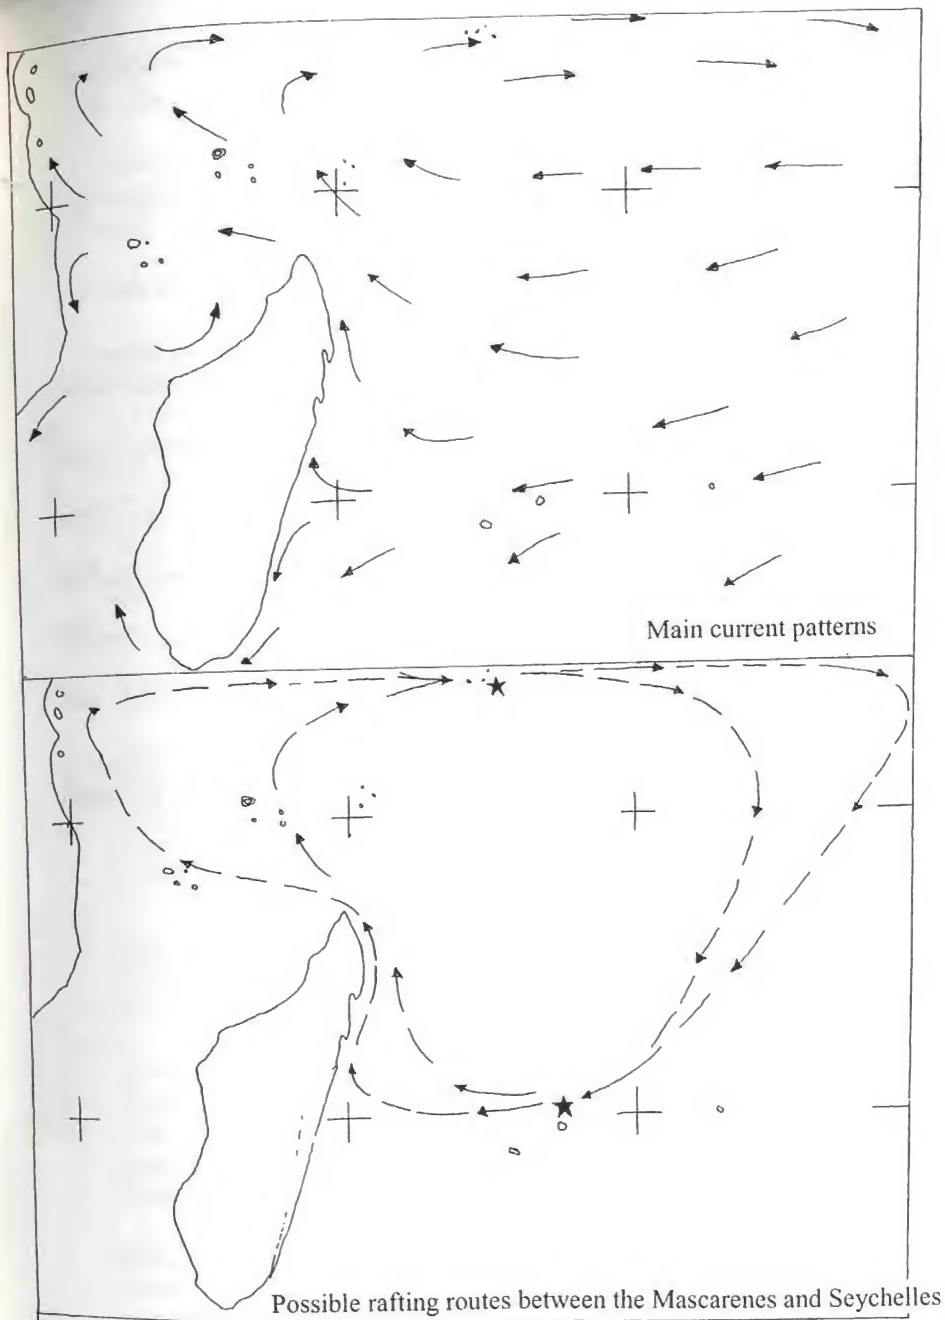 Main current patterns
Possible rafting routes between the Mascarenes and Seychelles